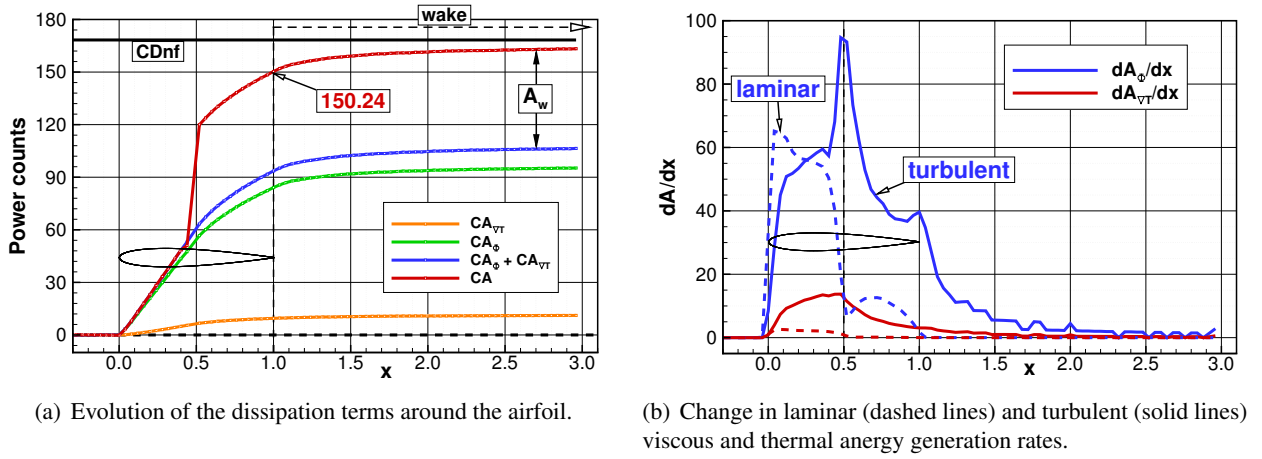 wake
180
150
120
90
60
30
0
Power counts
CDnf
150.24
A_w
CA_∇T
CA_Φ
CA_Φ + CA_∇T
CA
0.0 0.5 1.0 1.5 2.0 2.5 3.0
x
(a) Evolution of the dissipation terms around the airfoil.
100
80
60
40
20
0
dA/dx
laminar
turbulent
dA_Φ/dx
dA_∇T/dx
0.0 0.5 1.0 1.5 2.0 2.5 3.0
x
(b) Change in laminar (dashed lines) and turbulent (solid lines)
viscous and thermal anergy generation rates.